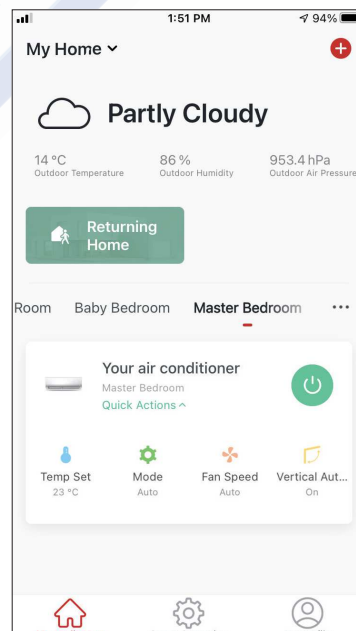 1:51 PM
94%
My Home
Partly Cloudy
14 °C
86 %
953.4 hPa
Outdoor Temperature
Outdoor Humidity
Outdoor Air Pressure
Returning
Home
Room
Baby Bedroom
Master Bedroom
Your air conditioner
Master Bedroom
Quick Actions
Temp Set
Mode
Fan Speed
Vertical Aut...
23 °C
Auto
Auto
On